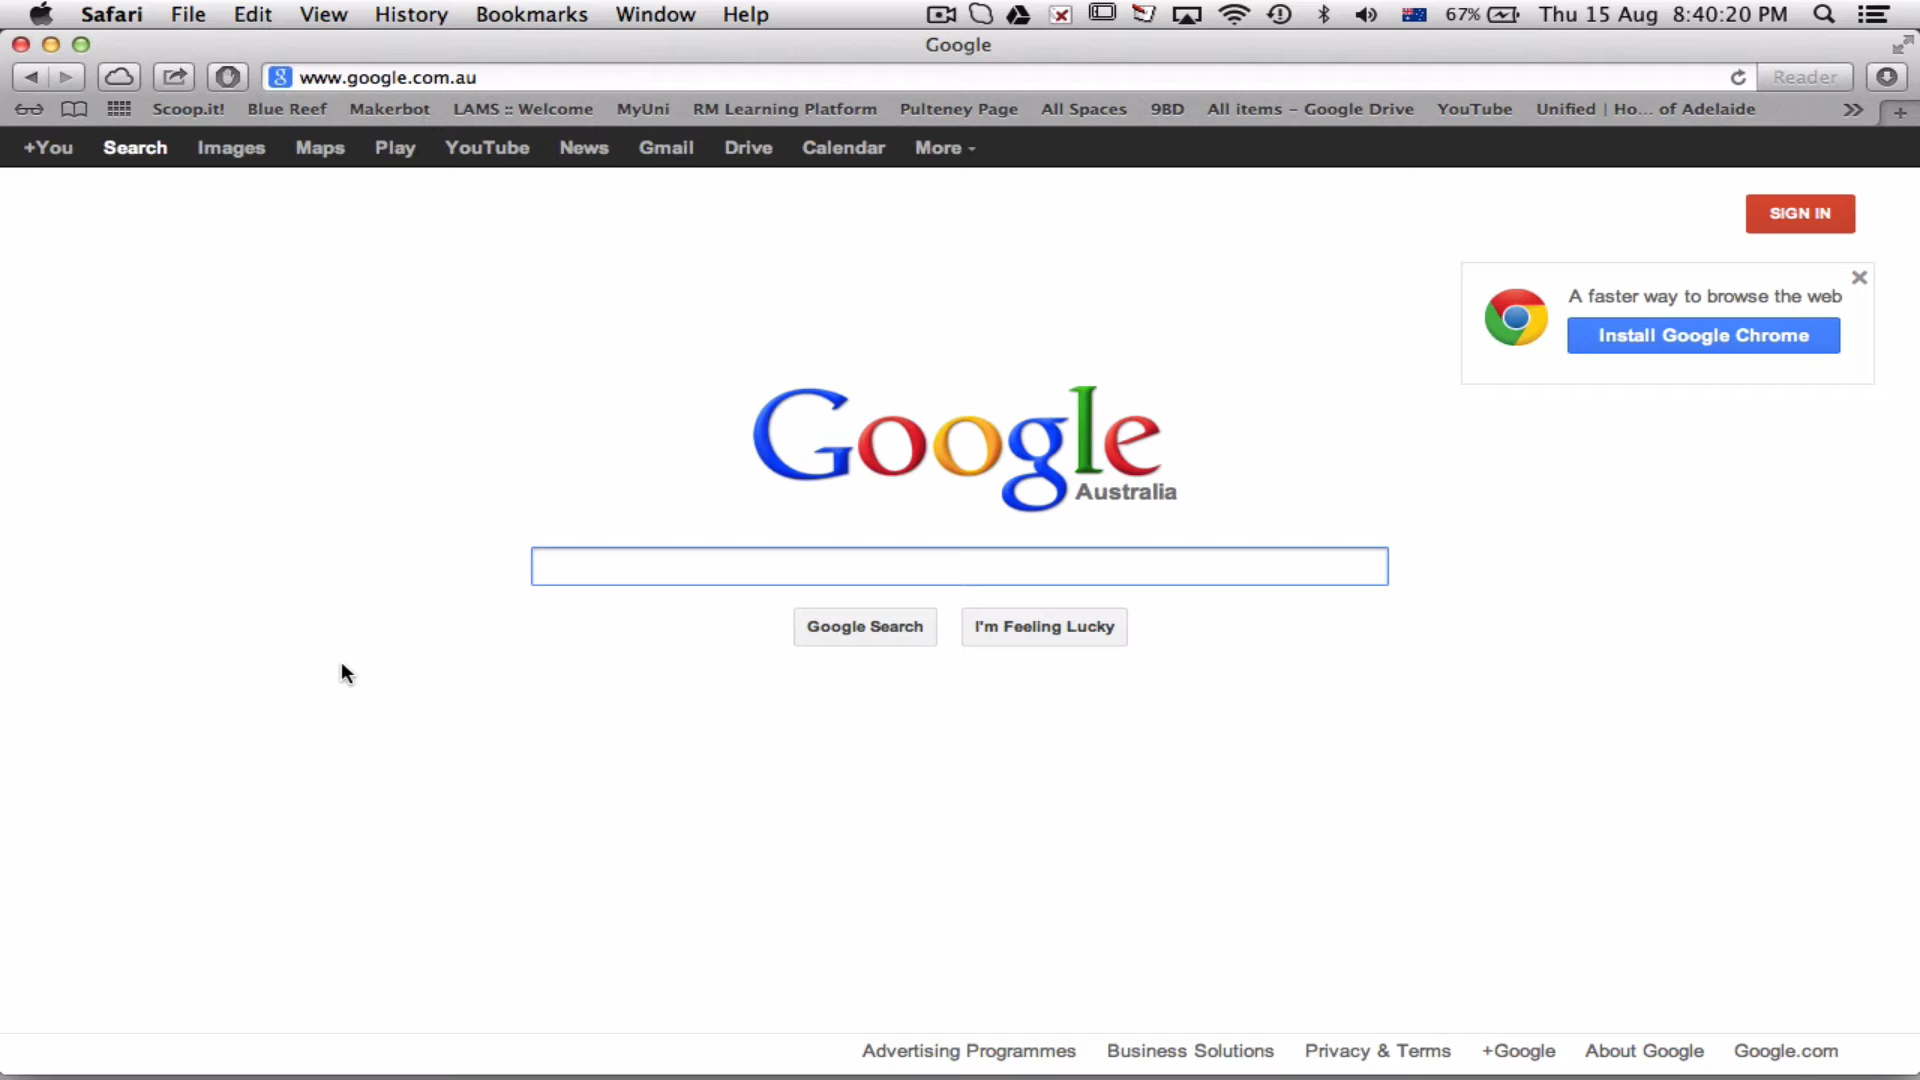 Safari File Edit View History Bookmarks Window Help 67% Thu 15 Aug 8:40:20 PM
Google
www.google.com.au Reader
Scoop.it! Blue Reef Makerbot LAMS :: Welcome MyUni RM Learning Platform Pulteney Page All Spaces 9BD All items – Google Drive YouTube Unified | Ho... of Adelaide
+You Search Images Maps Play YouTube News Gmail Drive Calendar More
SIGN IN
A faster way to browse the web
Install Google Chrome
Google
Australia
Google Search I'm Feeling Lucky
Advertising Programmes Business Solutions Privacy & Terms +Google About Google Google.com